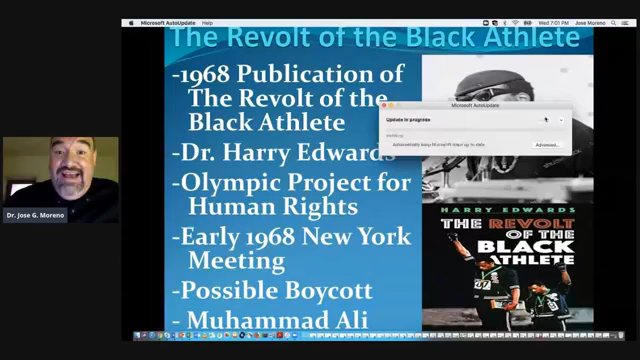 Microsoft AutoUpdate Help
Wed 7:01 PM Jose Moreno
The Revolt of the Black Athlete
-1968 Publication of
The Revolt of the
Black Athlete
-Dr. Harry Edwards
-Olympic Project for
Human Rights
-Early 1968 New York
Meeting
-Possible Boycott
- Muhammad Ali
Microsoft AutoUpdate
Update in progress
Automatically keep Microsoft Apps up to date
Advanced...
HARRY EDWARDS
THE REVOLT
OF THE
BLACK
ATHLETE
Dr. Jose G. Moreno